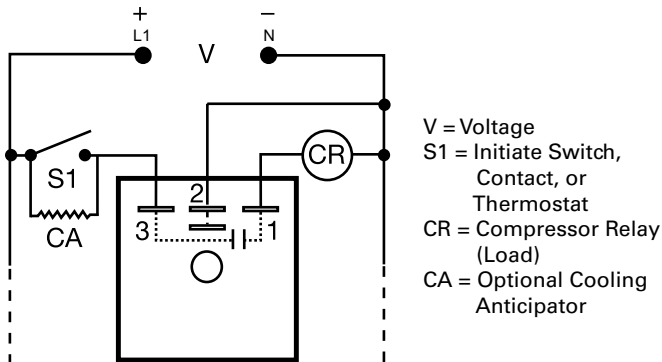 + −
L1 V N
S1
CA
CR
2
3 1
V = Voltage
S1 = Initiate Switch,
Contact, or
Thermostat
CR = Compressor Relay
(Load)
CA = Optional Cooling
Anticipator